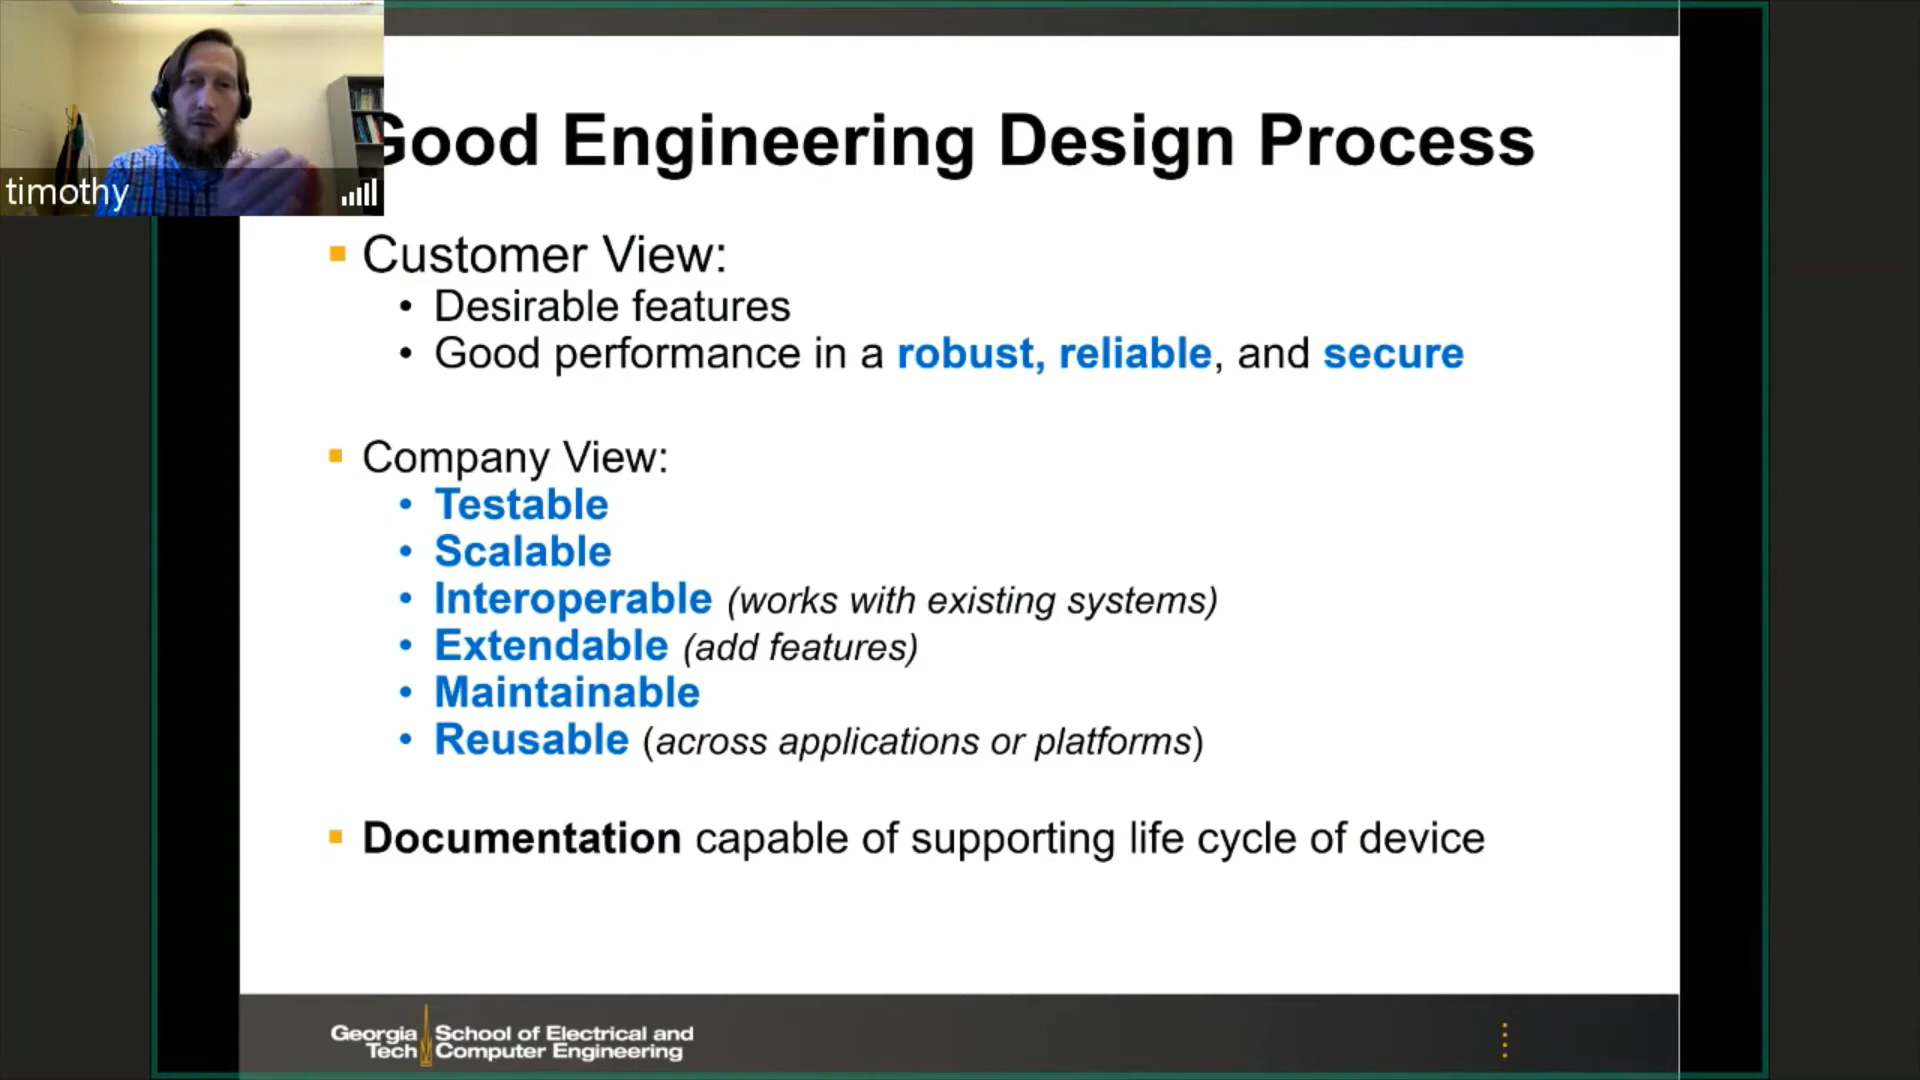 Good Engineering Design Process
timothy
Customer View:
Desirable features
Good performance in a robust, reliable, and secure
Company View:
Testable
Scalable
Interoperable (works with existing systems)
Extendable (add features)
Maintainable
Reusable (across applications or platforms)
Documentation capable of supporting life cycle of device
Georgia Tech
School of Electrical and
Computer Engineering